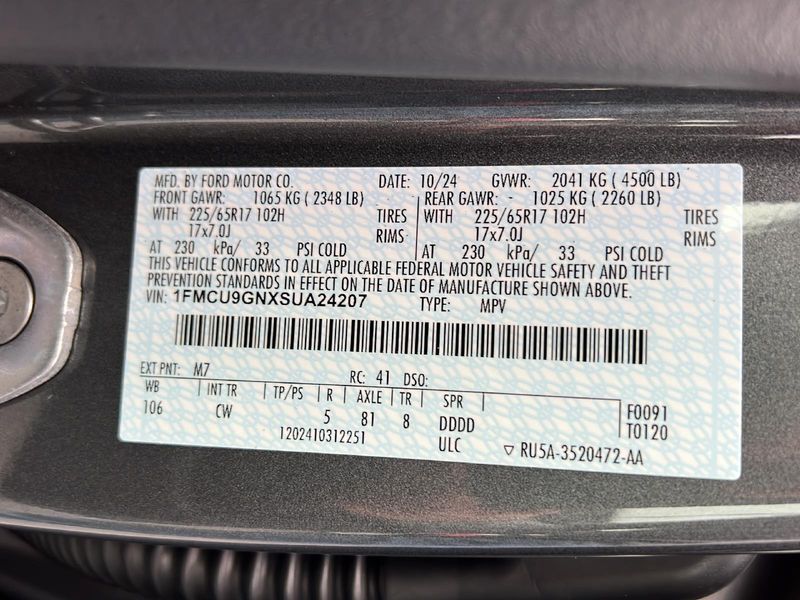 MFD. BY FORD MOTOR CO. DATE: 10/24 GVWR: 2041 KG ( 4500 LB)
FRONT GAWR: 1065 KG ( 2348 LB) REAR GAWR: - 1025 KG ( 2260 LB)
WITH 225/65R17 102H TIRES WITH 225/65R17 102H TIRES
17x7.0J RIMS 17x7.0J RIMS
AT 230 kPa/ 33 PSI COLD AT 230 kPa/ 33 PSI COLD
THIS VEHICLE CONFORMS TO ALL APPLICABLE FEDERAL MOTOR VEHICLE SAFETY AND THEFT
PREVENTION STANDARDS IN EFFECT ON THE DATE OF MANUFACTURE SHOWN ABOVE.
VIN: 1FMCU9GNXSUA24207 TYPE: MPV
EXT PNT: M7 RC: 41 DSO:
WB INT TR TP/PS R AXLE TR SPR
106 CW 5 81 8 DDDD F0091
1202410312251 ULC T0120
▽ RU5A-3520472-AA